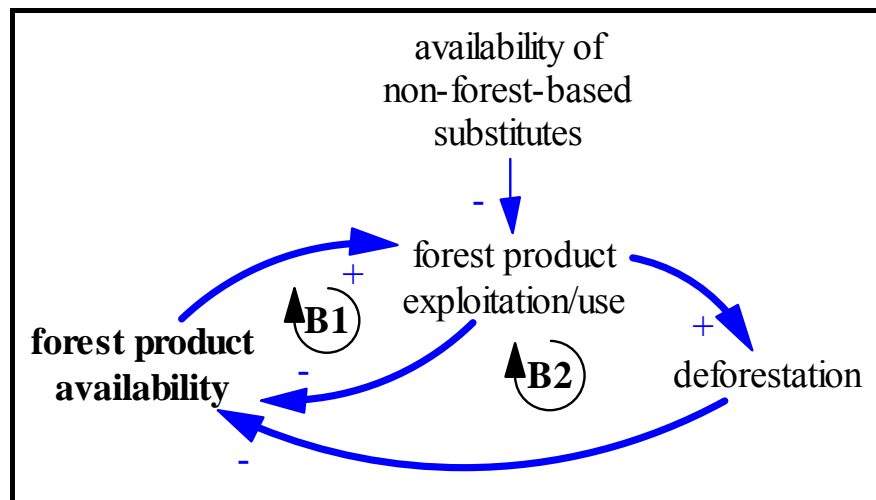 availability of
non-forest-based
substitutes
-
forest product
exploitation/use
+
B1
forest product
availability
-
B2
+
deforestation
-